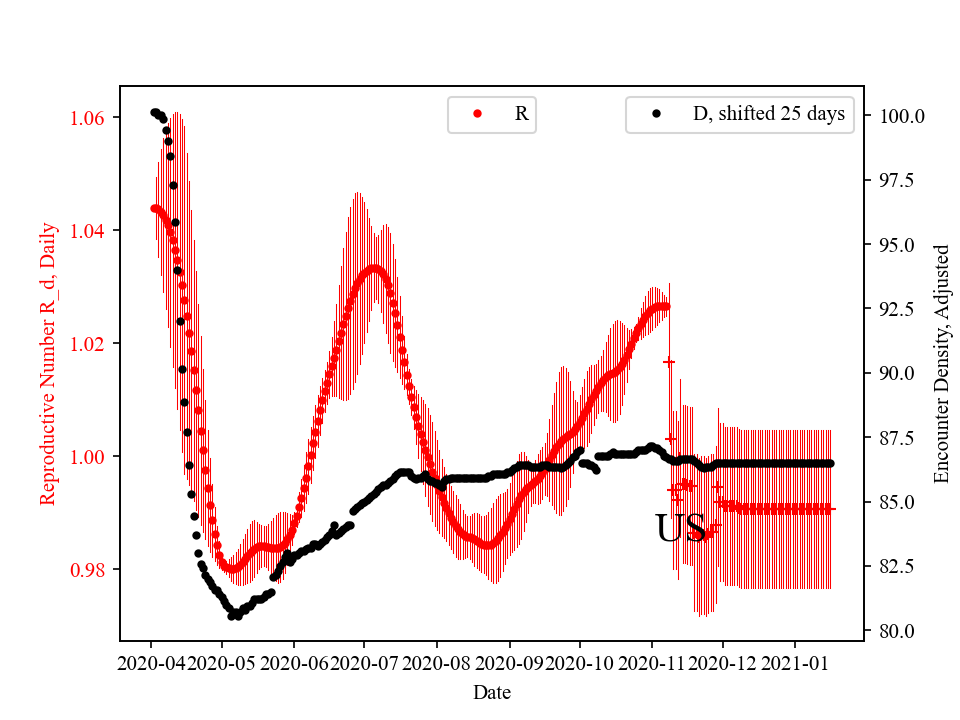 R
D, shifted 25 days
1.06
1.04
1.02
1.00
0.98
Reproductive Number R_d, Daily
100.0
97.5
95.0
92.5
90.0
87.5
85.0
82.5
80.0
Encounter Density, Adjusted
US
2020-04 2020-05 2020-06 2020-07 2020-08 2020-09 2020-10 2020-11 2020-12 2021-01
Date